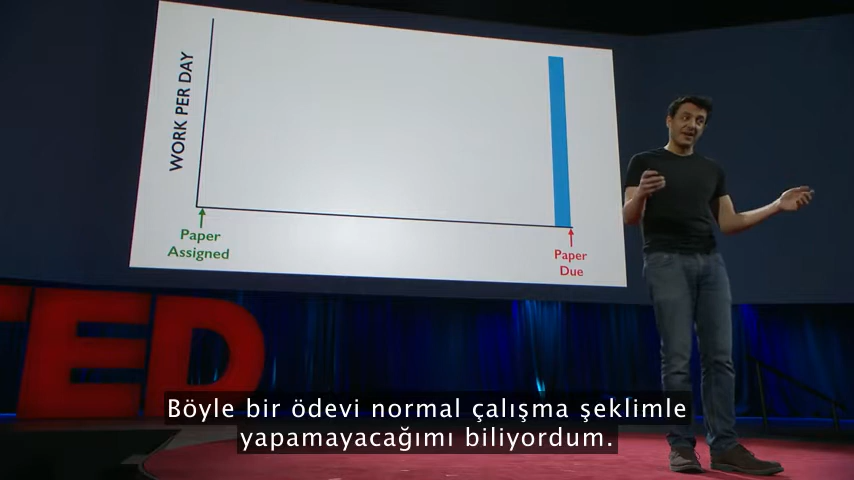 WORK PER DAY
Paper
Assigned
Paper
Due
TED
Böyle bir ödevi normal çalışma şeklimle
yapamayacağımı biliyordum.